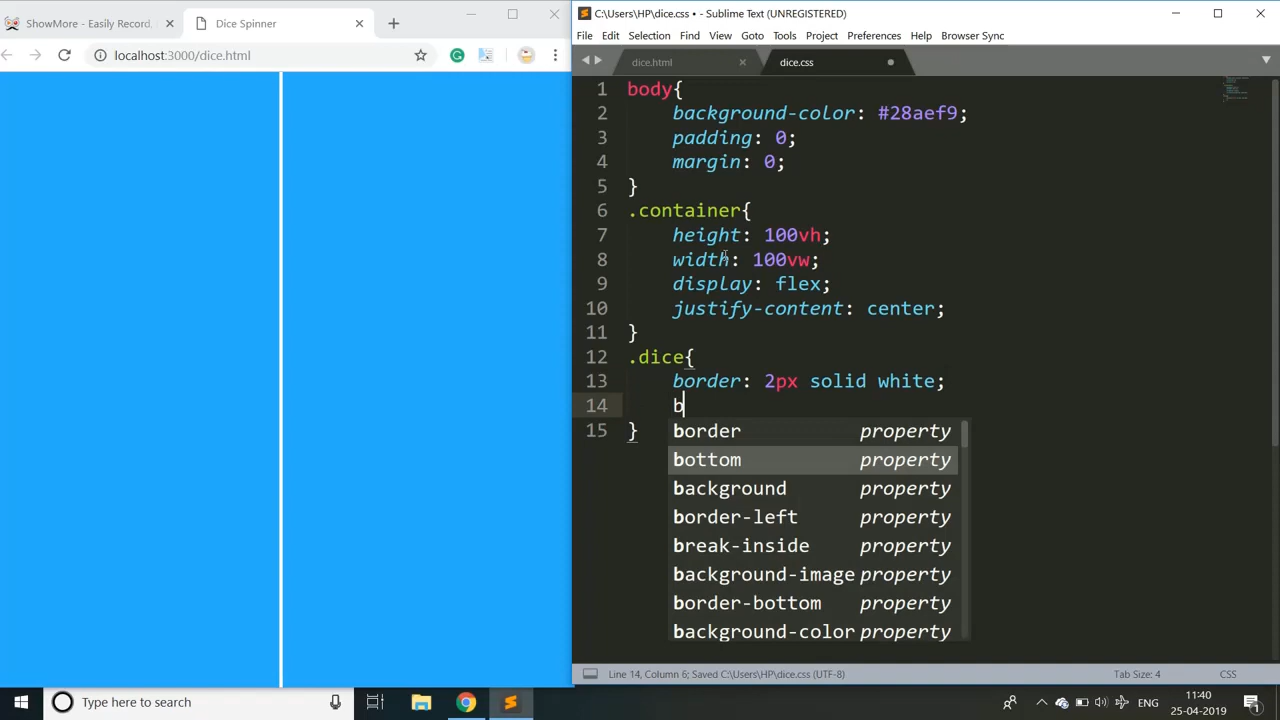 ShowMore - Easily Record,
Dice Spinner
localhost:3000/dice.html
C:\Users\HP\dice.css • - Sublime Text (UNREGISTERED)
File Edit Selection Find View Goto Tools Project Preferences Help Browser Sync
dice.html
dice.css
1 body{
2 background-color: #28aef9;
3 padding: 0;
4 margin: 0;
5 }
6 .container{
7 height: 100vh;
8 width: 100vw;
9 display: flex;
10 justify-content: center;
11 }
12 .dice{
13 border: 2px solid white;
14 b
15 }
border property
bottom property
background property
border-left property
break-inside property
background-image property
border-bottom property
background-color property
Line 14, Column 6; Saved C:\Users\HP\dice.css (UTF-8)
Tab Size: 4
CSS
Type here to search
ENG
11:40
25-04-2019
1